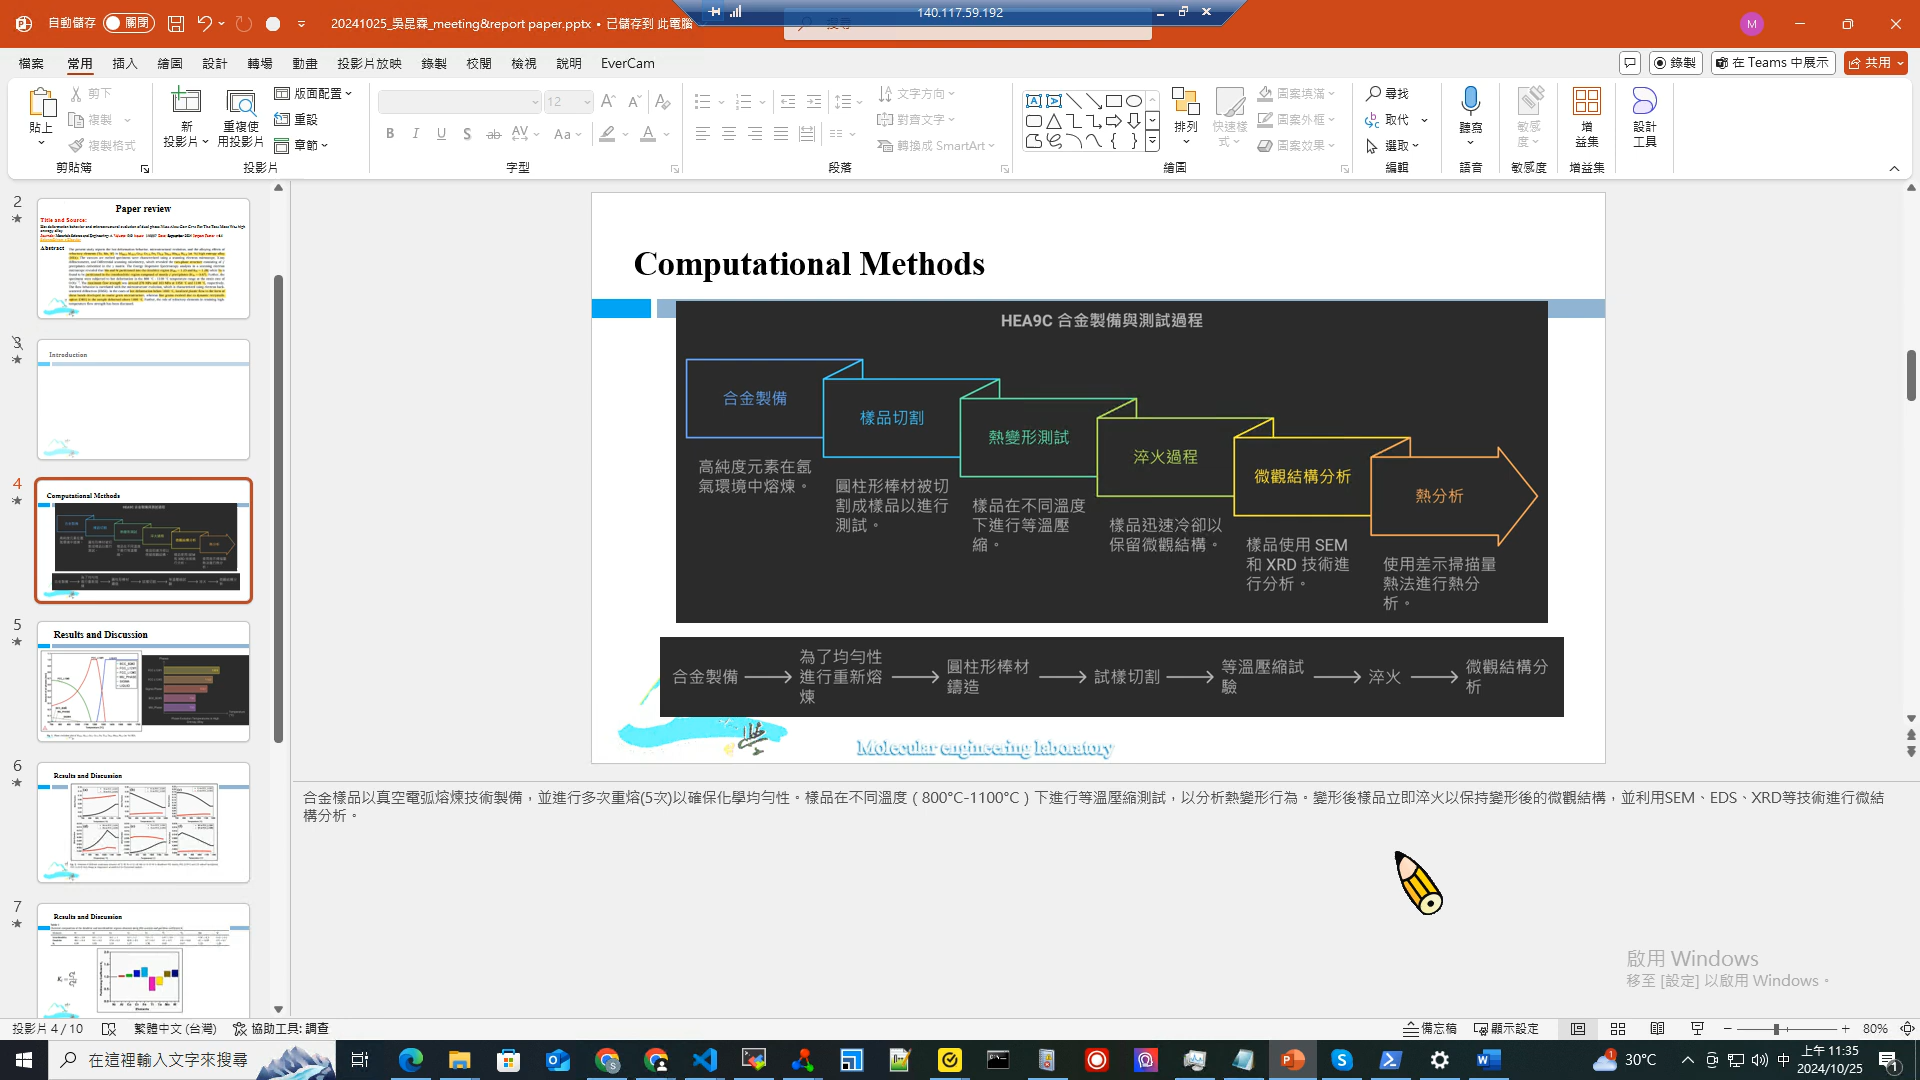 自動儲存 關閉 20241025_吳昆霖_meeting&report paper.pptx • 已儲存到 此電腦
140.117.59.192
搜尋
M
檔案 常用 插入 繪圖 設計 轉場 動畫 投影片放映 錄製 校閱 檢視 說明 EverCam
錄製 在 Teams 中展示 共用
貼上 剪下 複製 複製格式 剪貼簿
新投影片 重複使用投影片 版面配置 重設 章節 投影片
12 字型
文字方向 對齊文字 轉換成 SmartArt 段落
排列 快速樣式 圖案填滿 圖案外框 圖案效果 繪圖
尋找 取代 選取 編輯
聽寫 語音
敏感度 敏感度
增益集 增益集
設計工具
2
Paper review
Title and Source:
Abstract
3
Introduction
4
Computational Methods
5
Results and Discussion
6
Results and Discussion
7
Results and Discussion
Computational Methods
HEA9C 合金製備與測試過程
合金製備
樣品切割
熱變形測試
淬火過程
微觀結構分析
熱分析
高純度元素在氬
氣環境中熔煉。
圓柱形棒材被切
割成樣品以進行
測試。
樣品在不同溫度
下進行等溫壓
縮。
樣品迅速冷卻以
保留微觀結構。
樣品使用 SEM
和 XRD 技術進
行分析。
使用差示掃描量
熱法進行熱分
析。
合金製備
為了均勻性
進行重新熔
煉
圓柱形棒材
鑄造
試樣切割
等溫壓縮試
驗
淬火
微觀結構分
析
Molecular engineering laboratory
合金樣品以真空電弧熔煉技術製備，並進行多次重熔(5次)以確保化學均勻性。樣品在不同溫度（800°C-1100°C）下進行等溫壓縮測試，以分析熱變形行為。變形後樣品立即淬火以保持變形後的微觀結構，並利用SEM、EDS、XRD等技術進行微結
構分析。
啟用 Windows
移至 [設定] 以啟用 Windows。
投影片 4 / 10 繁體中文 (台灣) 協助工具: 調查
備忘稿 顯示設定 80%
在這裡輸入文字來搜尋
30°C
中
上午 11:35
2024/10/25